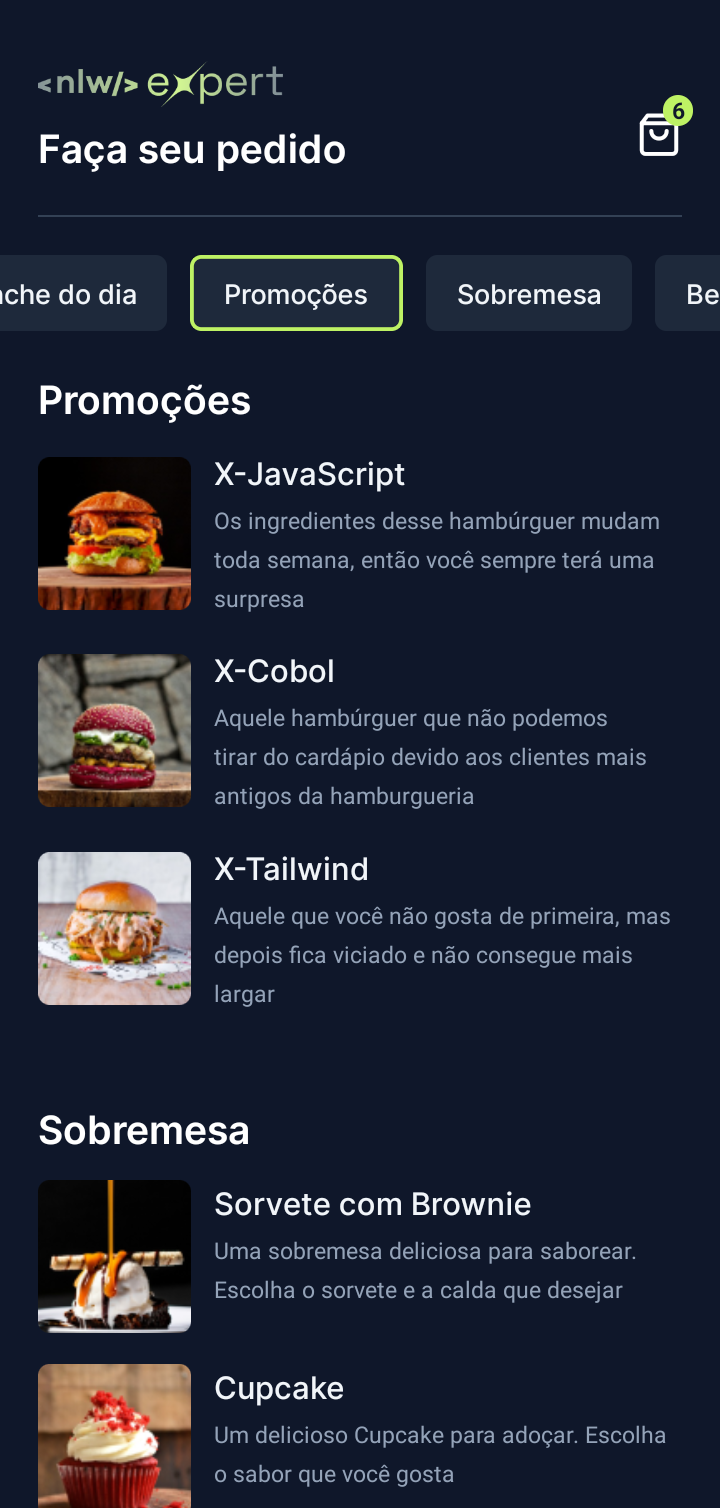 <nlw/> expert
6
Faça seu pedido
che do dia
Promoções
Sobremesa
Be
Promoções
X-JavaScript
Os ingredientes desse hambúrguer mudam
toda semana, então você sempre terá uma
surpresa
X-Cobol
Aquele hambúrguer que não podemos
tirar do cardápio devido aos clientes mais
antigos da hamburgueria
X-Tailwind
Aquele que você não gosta de primeira, mas
depois fica viciado e não consegue mais
largar
Sobremesa
Sorvete com Brownie
Uma sobremesa deliciosa para saborear.
Escolha o sorvete e a calda que desejar
Cupcake
Um delicioso Cupcake para adoçar. Escolha
o sabor que você gosta